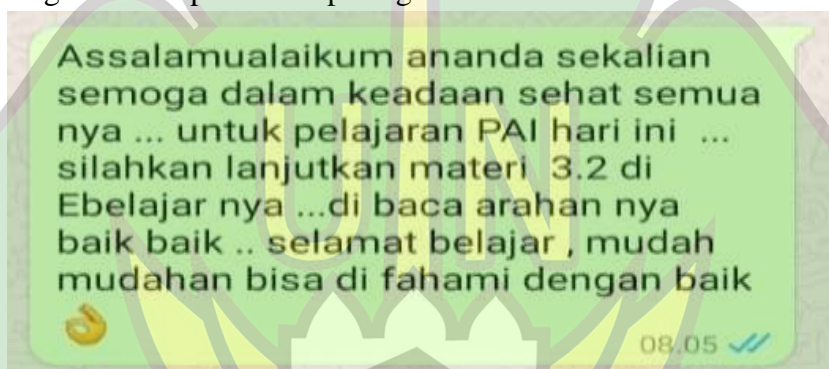 Assalamualaikum ananda sekalian
semoga dalam keadaan sehat semua
nya ... untuk pelajaran PAI hari ini ...
silahkan lanjutkan materi 3.2 di
Ebelajar nya ...di baca arahan nya
baik baik .. selamat belajar , mudah
mudahan bisa di fahami dengan baik
👌
08.05
UIN